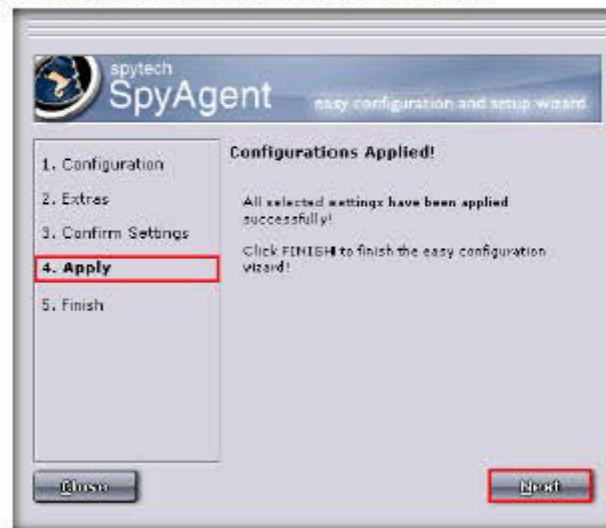 spytech
SpyAgent
easy configuration and setup wizard
1. Configuration
2. Extras
3. Confirm Settings
4. Apply
5. Finish
Configurations Applied!
All selected settings have been applied
successfully!
Click FINISH to finish the easy configuration
wizard!
Close
Next